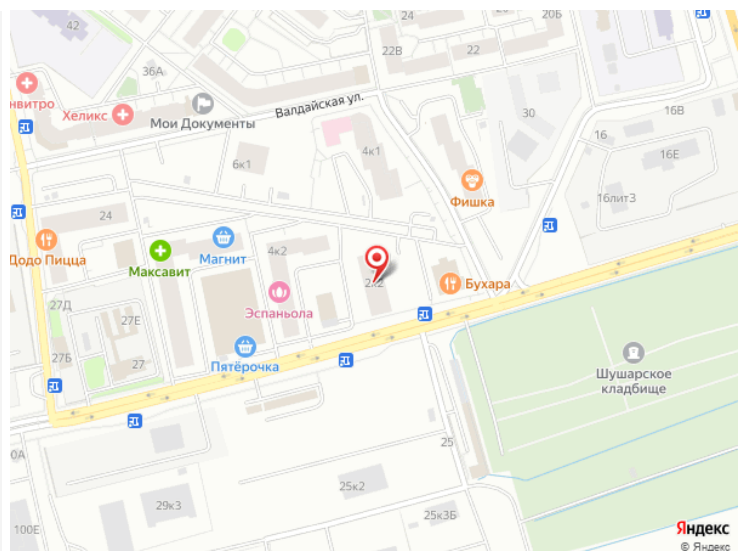 42
24
20Б
22В
22
36А
нвитро
Хеликс
Мои Документы
Валдайская ул.
30
16В
16
16Е
4к1
6к1
Фишка
16литЗ
24
Додо Пицца
Максавит
Магнит
4к2
Эспаньола
2к2
Бухара
27Д
27Е
27Б
27
Пятёрочка
Шушарское
кладбище
25
0А
25к2
29к3
25к3Б
100Е
Яндекс
© Яндекс